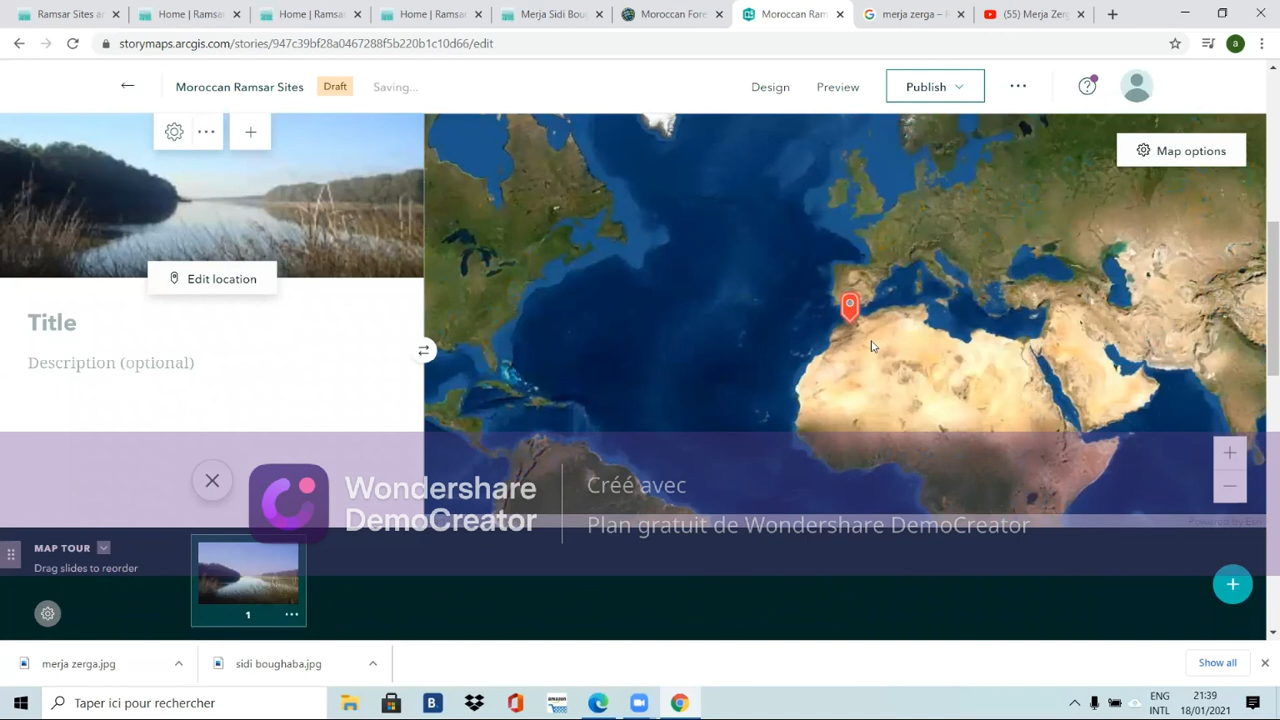 Ramsar Sites ar
Home | Ramsar
Home | Ramsar
Home | Ramsar
Merja Sidi Bou
Moroccan Fore
Moroccan Ram
merja zerga – R
(55) Merja Zer
storymaps.arcgis.com/stories/947c39bf28a0467288f5b220b1c10d66/edit
a
Moroccan Ramsar Sites
Draft
Saving...
Design
Preview
Publish
Map options
Edit location
Title
Description (optional)
Wondershare
DemoCreator
Créé avec
Plan gratuit de Wondershare DemoCreator
Powered by Esri
MAP TOUR
Drag slides to reorder
1
merja zerga.jpg
sidi boughaba.jpg
Show all
Taper ici pour rechercher
B.
amazon
ENG
INTL
21:39
18/01/2021